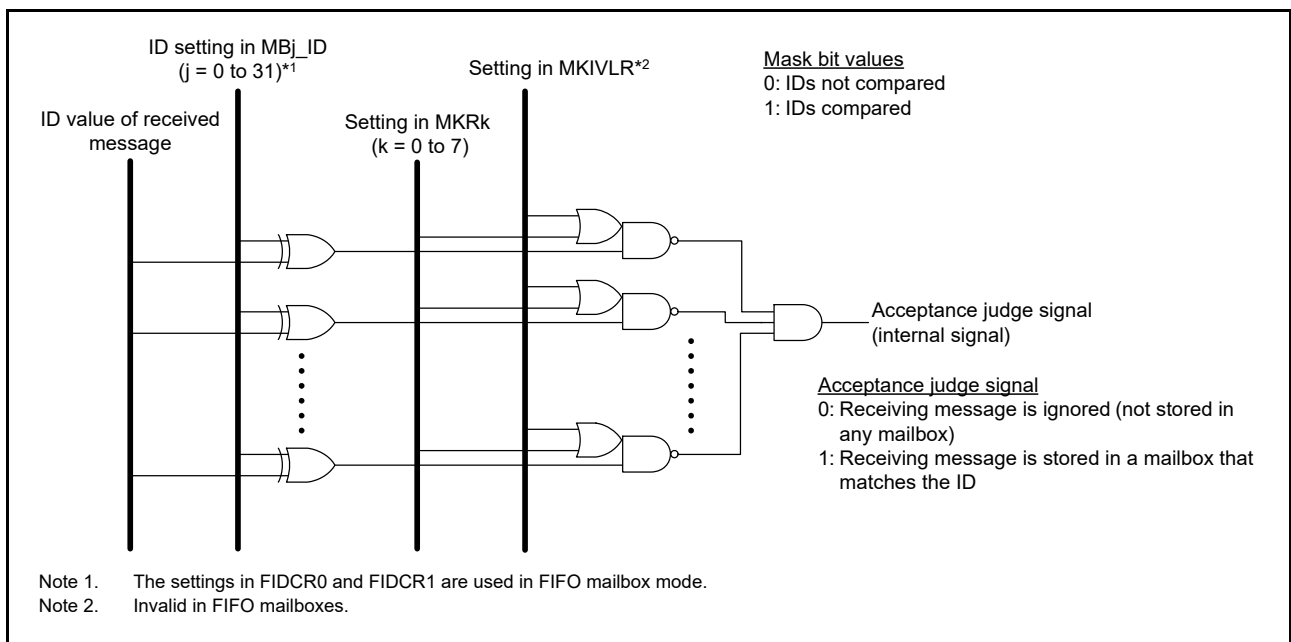 ID setting in MBj_ID
(j = 0 to 31)*1
Setting in MKIVLR*2
Mask bit values
0: IDs not compared
1: IDs compared
ID value of received
message
Setting in MKRk
(k = 0 to 7)
Acceptance judge signal
(internal signal)
Acceptance judge signal
0: Receiving message is ignored (not stored in
any mailbox)
1: Receiving message is stored in a mailbox that
matches the ID
Note 1. The settings in FIDCR0 and FIDCR1 are used in FIFO mailbox mode.
Note 2. Invalid in FIFO mailboxes.